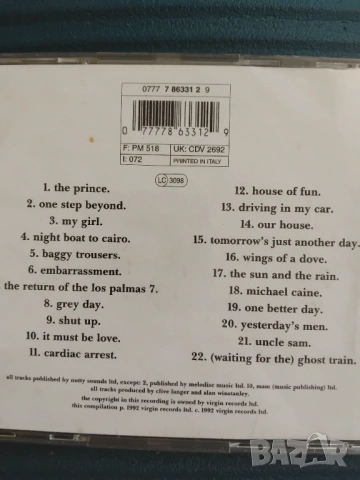 0777 7 86331 2 9
0 77778 63312 9
F: PM 518
UK: CDV 2692
I: 072
PRINTED IN ITALY
LC 3098
1. the prince.
2. one step beyond.
3. my girl.
4. night boat to cairo.
5. baggy trousers.
6. embarrassment.
the return of the los palmas 7.
8. grey day.
9. shut up.
10. it must be love.
11. cardiac arrest.
12. house of fun.
13. driving in my car.
14. our house.
15. tomorrow's just another day.
16. wings of a dove.
17. the sun and the rain.
18. michael caine.
19. one better day.
20. yesterday's men.
21. uncle sam.
22. (waiting for the) ghost train.
all tracks published by nutty sounds ltd, except: 2, published by melodisc music ltd. 10, mam (music publishing) ltd.
all tracks produced by clive langer and alan winstanley.
the copyright in this recording is owned by virgin records ltd.
this compilation p. 1992 virgin records ltd. c. 1992 virgin records ltd.
BAZAR
bg